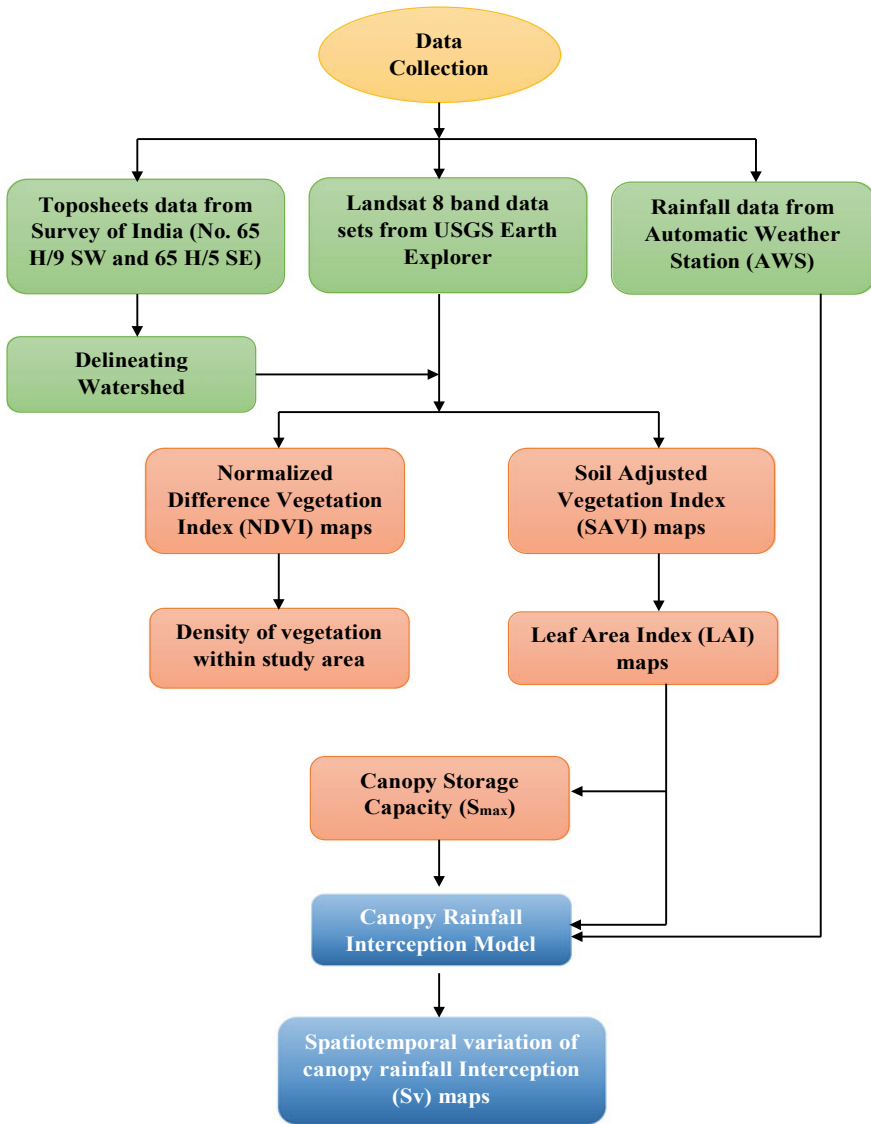 Data
Collection
Toposheets data from
Survey of India (No. 65
H/9 SW and 65 H/5 SE)
Landsat 8 band data
sets from USGS Earth
Explorer
Rainfall data from
Automatic Weather
Station (AWS)
Delineating
Watershed
Normalized
Difference Vegetation
Index (NDVI) maps
Soil Adjusted
Vegetation Index
(SAVI) maps
Density of vegetation
within study area
Leaf Area Index (LAI)
maps
Canopy Storage
Capacity (Smax)
Canopy Rainfall
Interception Model
Spatiotemporal variation of
canopy rainfall Interception
(Sv) maps